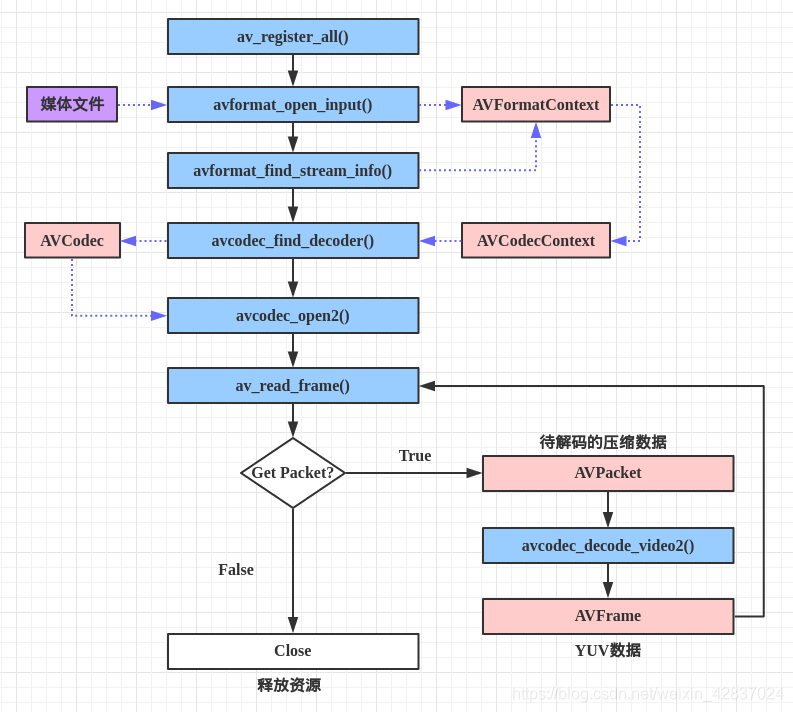 av_register_all()
媒体文件
avformat_open_input()
AVFormatContext
avformat_find_stream_info()
AVCodec
avcodec_find_decoder()
AVCodecContext
avcodec_open2()
av_read_frame()
Get Packet?
True
待解码的压缩数据
AVPacket
avcodec_decode_video2()
False
AVFrame
YUV数据
Close
释放资源
https://blog.csdn.net/weixin_42837024